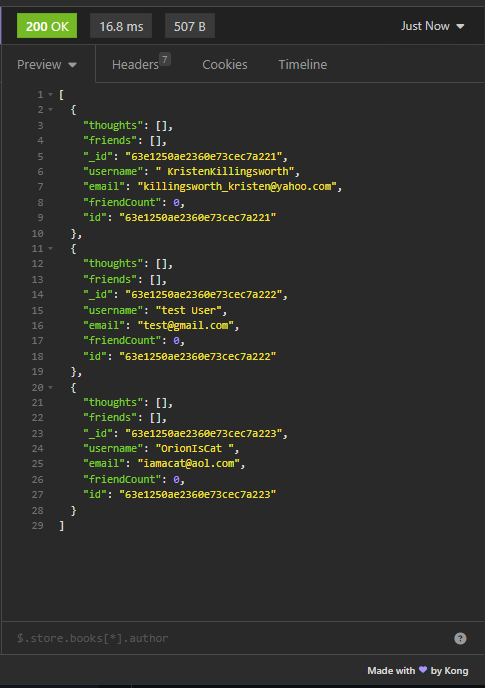 200 OK 16.8 ms 507 B Just Now
Preview Headers 7 Cookies Timeline
1 [
2 {
3 "thoughts": [],
4 "friends": [],
5 "_id": "63e1250ae2360e73cec7a221",
6 "username": " KristenKillingsworth",
7 "email": "killingsworth_kristen@yahoo.com",
8 "friendCount": 0,
9 "id": "63e1250ae2360e73cec7a221"
10 },
11 {
12 "thoughts": [],
13 "friends": [],
14 "_id": "63e1250ae2360e73cec7a222",
15 "username": "test User",
16 "email": "test@gmail.com",
17 "friendCount": 0,
18 "id": "63e1250ae2360e73cec7a222"
19 },
20 {
21 "thoughts": [],
22 "friends": [],
23 "_id": "63e1250ae2360e73cec7a223",
24 "username": "OrionIsCat ",
25 "email": "iamacat@aol.com",
26 "friendCount": 0,
27 "id": "63e1250ae2360e73cec7a223"
28 }
29 ]
$.store.books[*].author ?
Made with ❤ by Kong